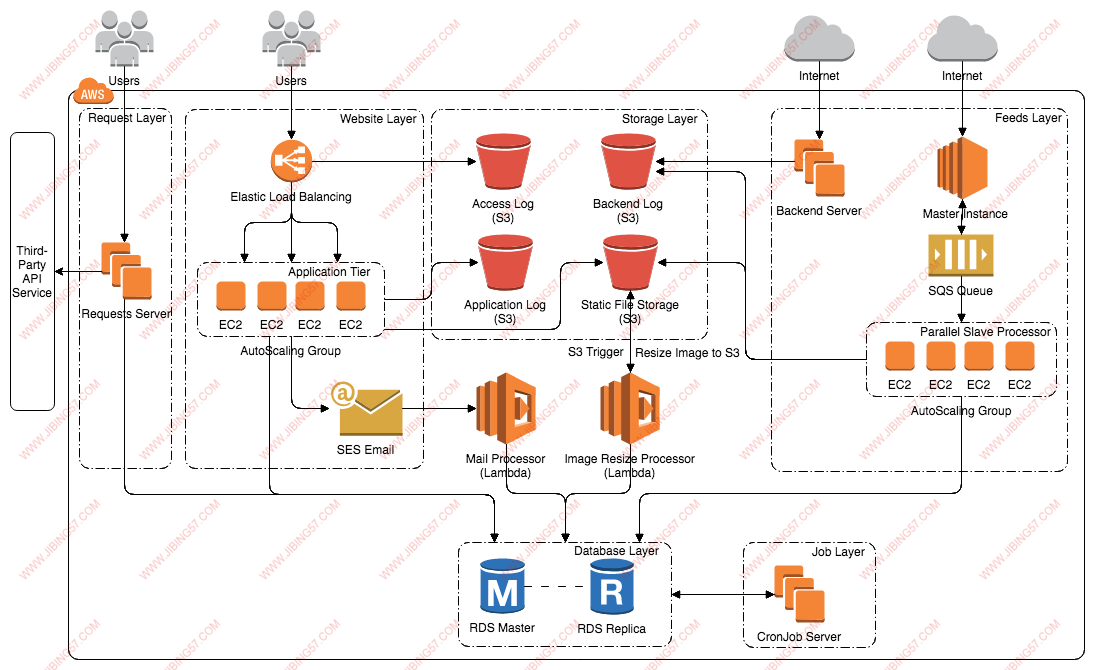 Users
Users
Internet
Internet
AWS
Request Layer
Website Layer
Storage Layer
Feeds Layer
Elastic Load Balancing
Access Log
(S3)
Backend Log
(S3)
Backend Server
Master Instance
Third-
Party
API
Service
Requests Server
Application Tier
EC2
EC2
EC2
EC2
AutoScaling Group
Application Log
(S3)
Static File Storage
(S3)
SQS Queue
Parallel Slave Processor
EC2
EC2
EC2
EC2
AutoScaling Group
S3 Trigger
Resize Image to S3
@
SES Email
Mail Processor
(Lambda)
Image Resize Processor
(Lambda)
Database Layer
M
R
RDS Master
RDS Replica
Job Layer
CronJob Server
WWW.JIBING57.COM